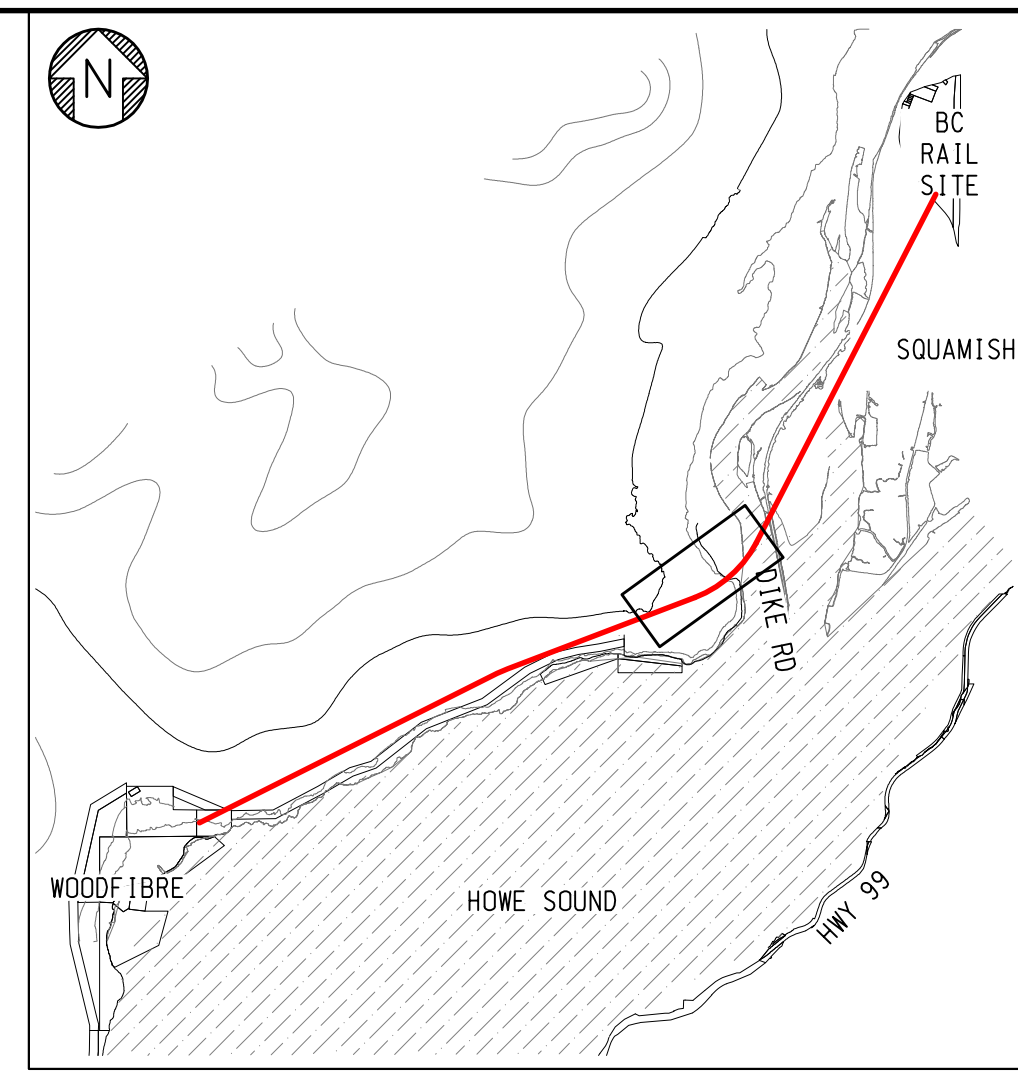 N
BC
RAIL
SITE
SQUAMISH
DIKE RD
WOODFIBRE
HOWE SOUND
HWY 99